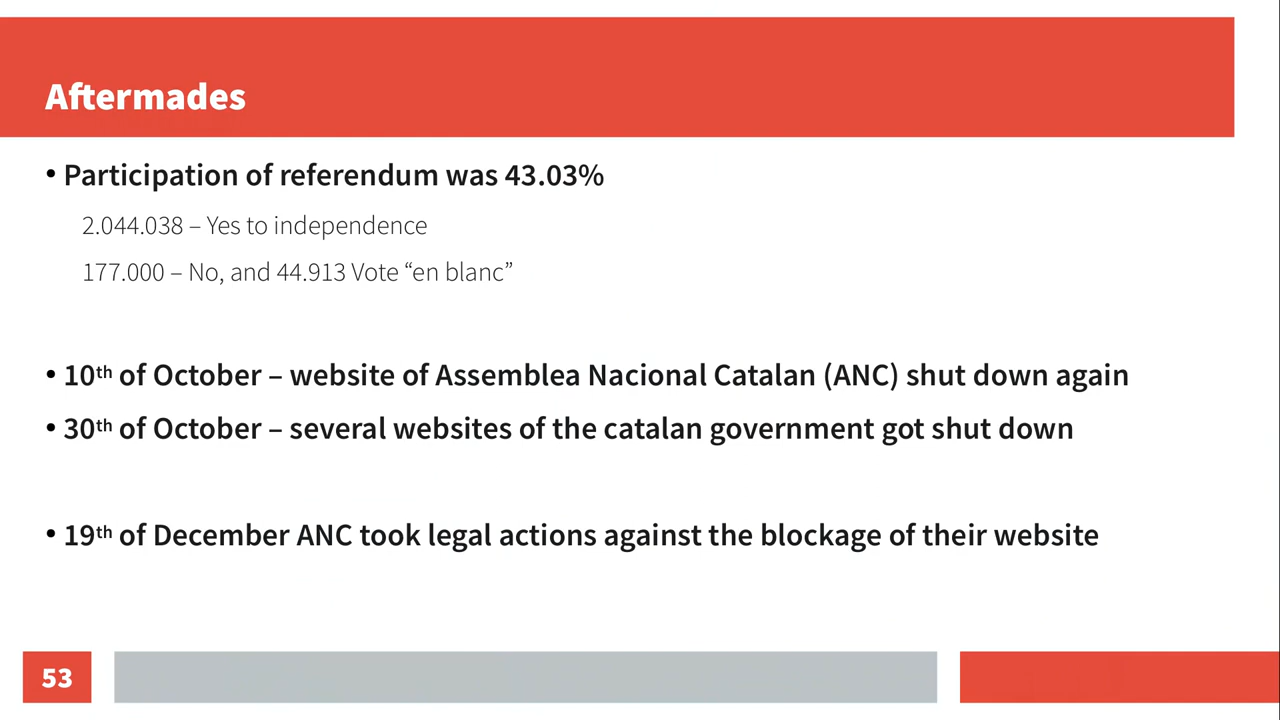 Aftermades
• Participation of referendum was 43.03%
2.044.038 – Yes to independence
177.000 – No, and 44.913 Vote “en blanc”
• 10th of October – website of Assemblea Nacional Catalan (ANC) shut down again
• 30th of October – several websites of the catalan government got shut down
• 19th of December ANC took legal actions against the blockage of their website
53